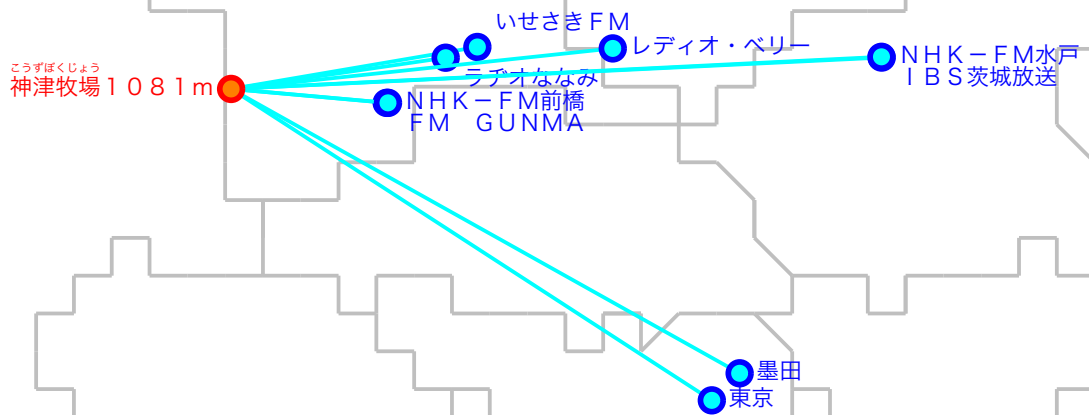 こうずぼくじょう
神津牧場１０８１ｍ
いせさきＦＭ
レディオ・ベリー
ＮＨＫ－ＦＭ水戸
ＩＢＳ茨城放送
ラヂオななみ
ＮＨＫ－ＦＭ前橋
ＦＭ　ＧＵＮＭＡ
墨田
東京